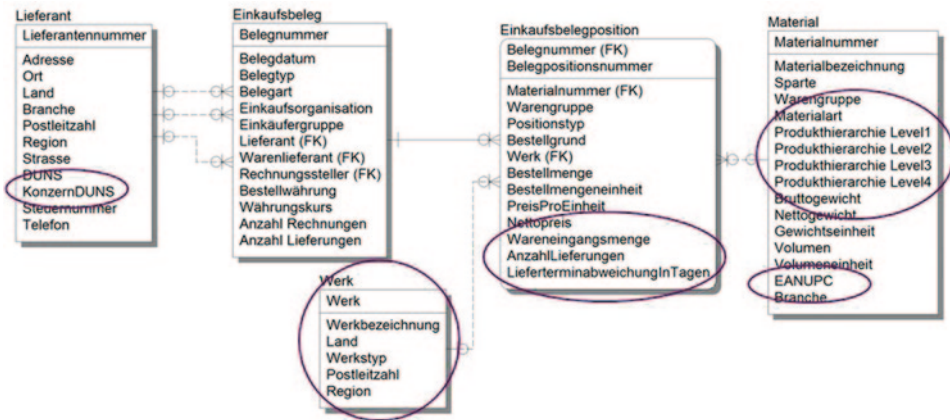 Lieferant
Lieferantennummer
Adresse
Ort
Land
Branche
Postleitzahl
Region
Strasse
DUNS
KonzernDUNS
Steuernummer
Telefon
Einkaufsbeleg
Belegnummer
Belegdatum
Belegtyp
Belegart
Einkaufsorganisation
Einkäufergruppe
Lieferant (FK)
Warenlieferant (FK)
Rechnungssteller (FK)
Bestellwährung
Währungskurs
Anzahl Rechnungen
Anzahl Lieferungen
Werk
Werk
Werkbezeichnung
Land
Werkstyp
Postleitzahl
Region
Einkaufsbelegposition
Belegnummer (FK)
Belegpositionsnummer
Materialnummer (FK)
Warengruppe
Positionstyp
Bestellgrund
Werk (FK)
Bestellmenge
Bestellmengeneinheit
PreisProEinheit
Nettopreis
Wareneingangsmenge
AnzahlLieferungen
LieferterminabweichungInTagen
Material
Materialnummer
Materialbezeichnung
Sparte
Warengruppe
Materialart
Produkthierarchie Level1
Produkthierarchie Level2
Produkthierarchie Level3
Produkthierarchie Level4
Bruttogewicht
Nettogewicht
Gewichtseinheit
Volumen
Volumeneinheit
EANUPC
Branche